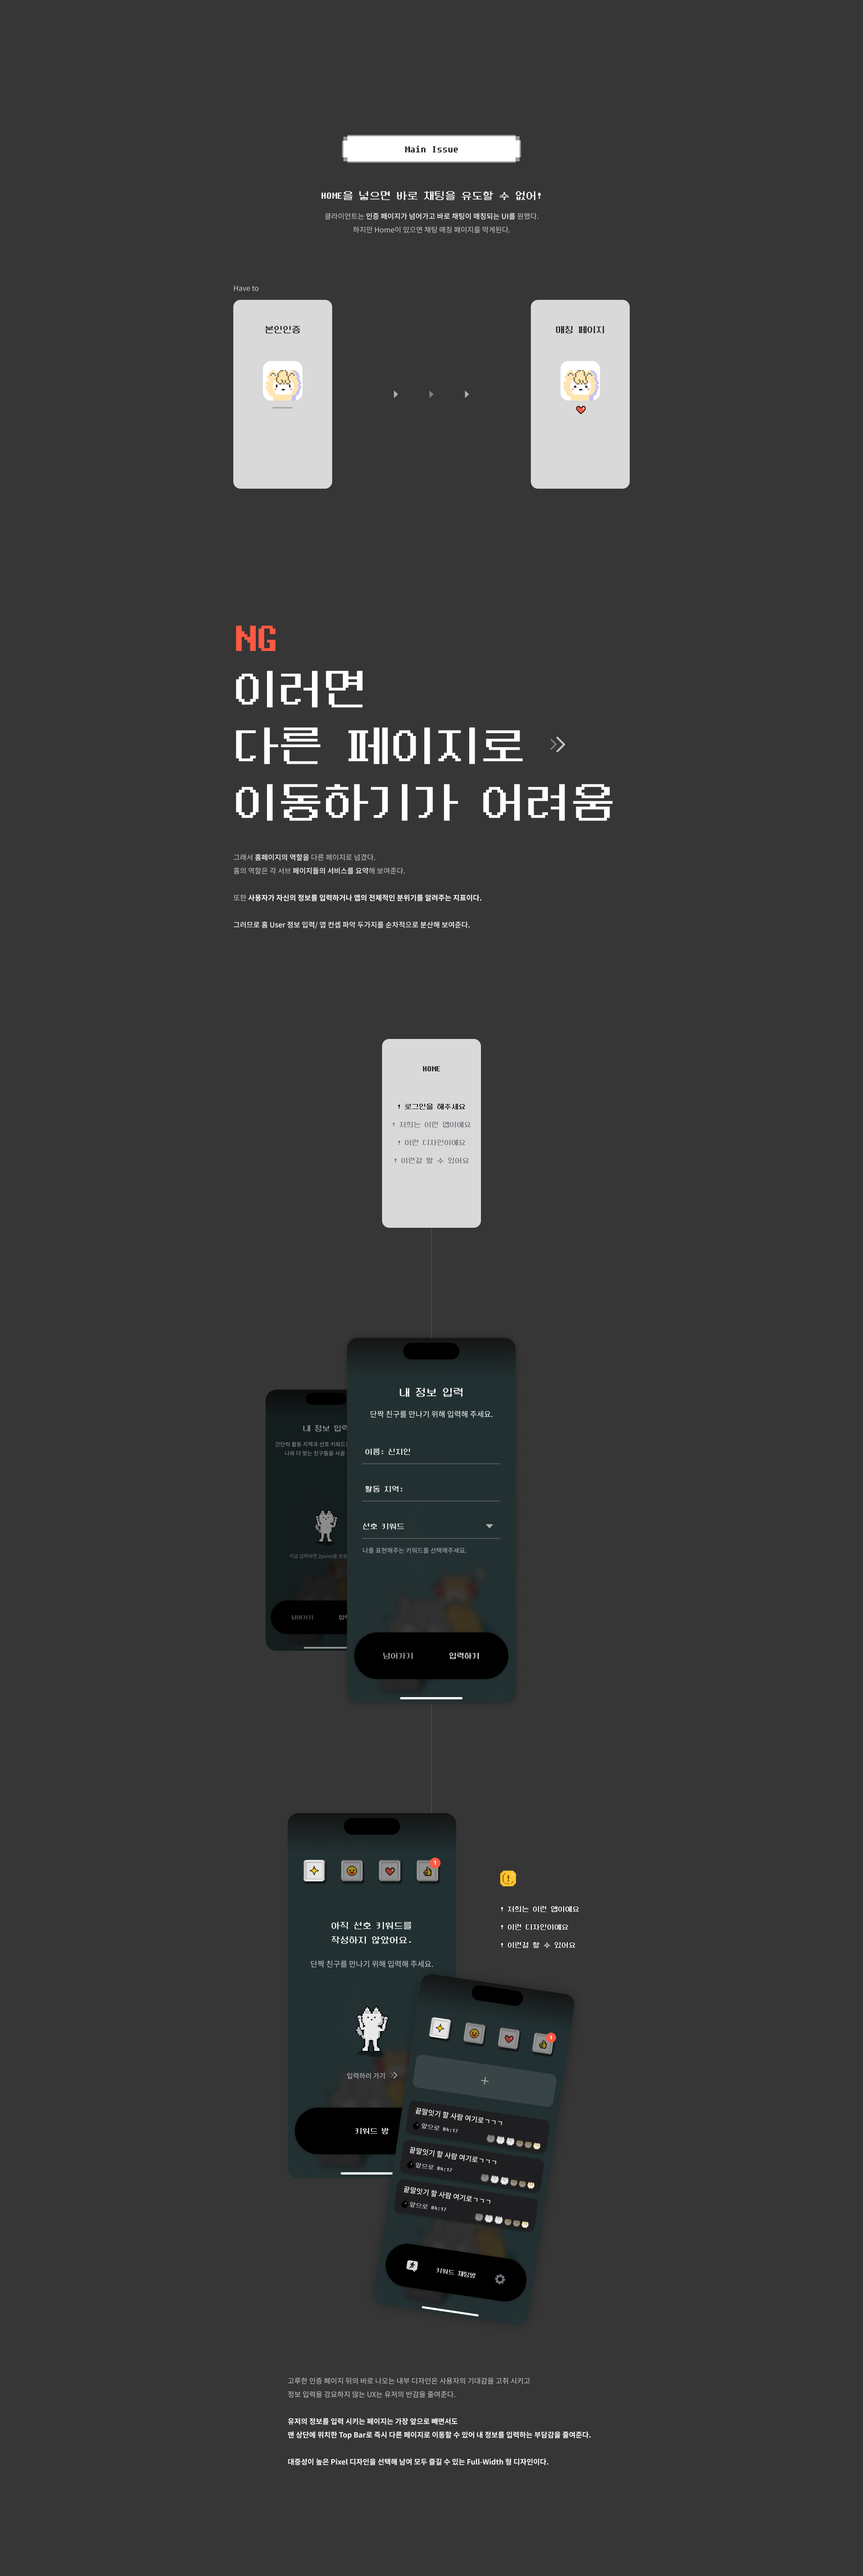 Main Issue
HOME을 넣으면 바로 채팅을 유도할 수 없어!
클라이언트는 인증 페이지가 넘어가고 바로 채팅이 매칭되는 UI를 원했다.
하지만 Home이 있으면 채팅 매칭 페이지를 막게된다.
Have to
본인인증
매칭 페이지
NG
이러면
다른 페이지로
이동하기가 어려움
그래서 홈페이지의 역할을 다른 페이지로 넘겼다.
홈의 역할은 각 서브 페이지들의 서비스를 요약해 보여준다.
또한 사용자가 자신의 정보를 입력하거나 앱의 전체적인 분위기를 알려주는 지표이다.
그러므로 홈 User 정보 입력/ 앱 컨셉 파악 두가지를 순차적으로 분산해 보여준다.
HOME
! 로그인을 해주세요
! 저희는 이런 앱이에요
! 이런 디자인이에요
! 이런걸 할 수 있어요
내 정보 입력
간단히 활동 지역과 선호 키워드
나와 더 맞는 친구들을 사귈
넘어가기
내 정보 입력
단짝 친구를 만나기 위해 입력해 주세요.
이름: 신지인
활동 지역:
선호 키워드
나를 표현해주는 키워드를 선택해주세요.
넘어가기 입력하기
1
아직 선호 키워드를
작성하지 않았어요.
단짝 친구를 만나기 위해 입력해 주세요.
입력하러 가기
키워드 방
!
! 저희는 이런 앱이에요
! 이런 디자인이에요
! 이런걸 할 수 있어요
1
+
끝말잇기 할 사람 여기로ㄱㄱㄱ
앞으로 04:17
끝말잇기 할 사람 여기로ㄱㄱㄱ
앞으로 04:17
끝말잇기 할 사람 여기로ㄱㄱㄱ
앞으로 04:17
키워드 채팅방
고루한 인증 페이지 뒤의 바로 나오는 내부 디자인은 사용자의 기대감을 고취 시키고
정보 입력을 강요하지 않는 UX는 유저의 반감을 줄여준다.
유저의 정보를 입력 시키는 페이지는 가장 앞으로 빼면서도
맨 상단에 위치한 Top Bar로 즉시 다른 페이지로 이동할 수 있어 내 정보를 입력하는 부담감을 줄여준다.
대중성이 높은 Pixel 디자인을 선택해 남여 모두 즐길 수 있는 Full-Width 형 디자인이다.